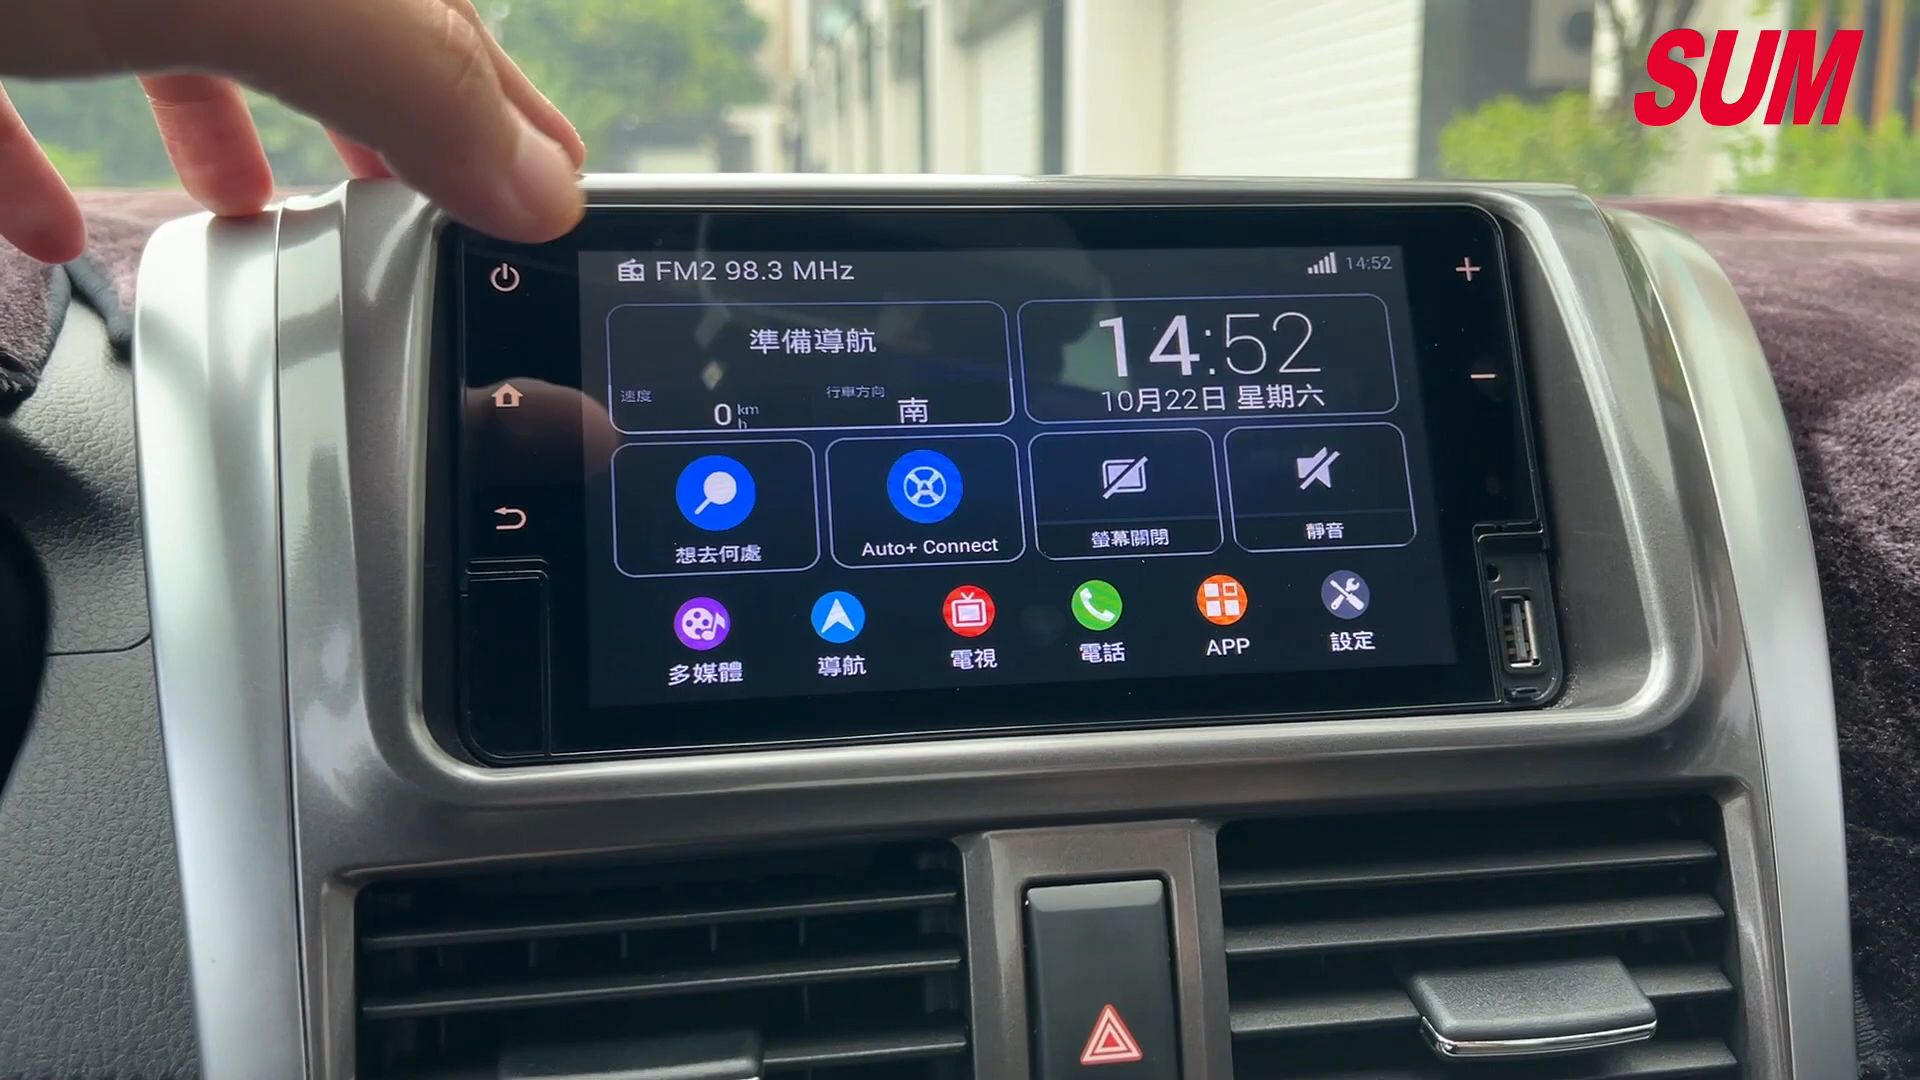 SUM
FM2 98.3 MHz
14:52
準備導航
速度
0 km/h
行車方向
南
14:52
10月22日 星期六
想去何處
Auto+ Connect
螢幕關閉
靜音
多媒體
導航
電視
電話
APP
設定